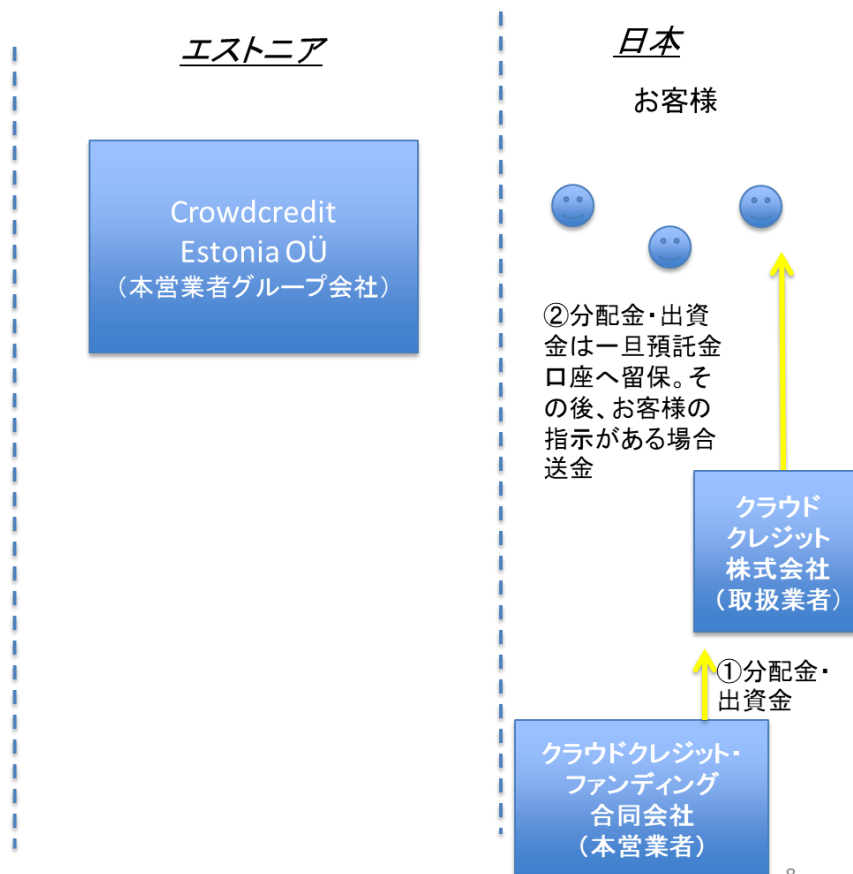 エストニア
日本
お客様
Crowdcredit
Estonia OÜ
（本営業者グループ会社）
②分配金・出資
金は一旦預託金
口座へ留保。そ
の後、お客様の
指示がある場合
送金
クラウド
クレジット
株式会社
（取扱業者）
①分配金・
出資金
クラウドクレジット・
ファンディング
合同会社
（本営業者）